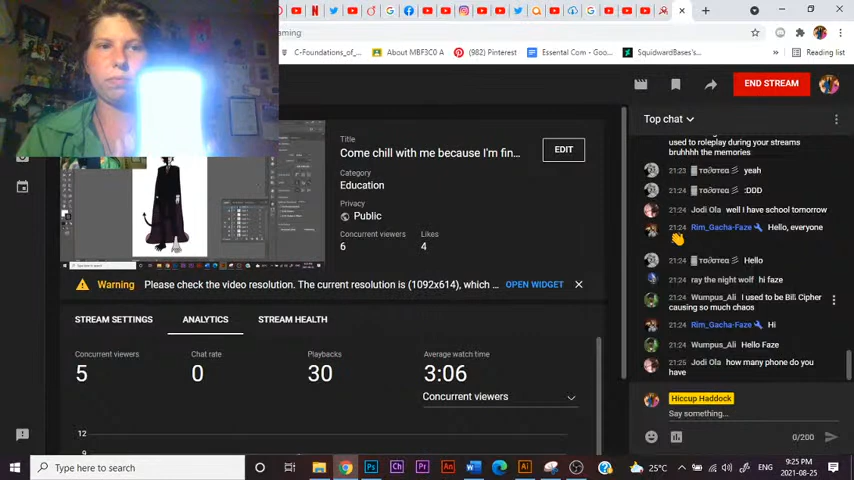 aming
C-Foundations_of_...
About MBF3C0 A
(982) Pinterest
Essental Com - Goo...
SquidwardBases's...
Reading list
END STREAM
Title
Come chill with me because I'm fin...
EDIT
Category
Education
Privacy
Public
Concurrent viewers
Likes
6
4
Warning Please check the video resolution. The current resolution is (1092x614), which ... OPEN WIDGET
STREAM SETTINGS
ANALYTICS
STREAM HEALTH
Concurrent viewers
Chat rate
Playbacks
Average watch time
5
0
30
3:06
Concurrent viewers
12
9
Top chat
used to roleplay during your streams
bruhhhh the memories
21:23 yeah
21:24 :DDD
21:24 Jodi Ola well I have school tomorrow
21:24 Rim_Gacha-Faze Hello, everyone
21:24 Hello
21:24 ray the night wolf hi faze
21:24 Wumpus_Ali I used to be Bill Cipher
causing so much chaos
21:24 Rim_Gacha-Faze Hi
21:24 Wumpus_Ali Hello Faze
21:25 Jodi Ola how many phone do you
have
Hiccup Haddock
Say something...
0/200
Type here to search
25°C
ENG
9:25 PM
2021-08-25